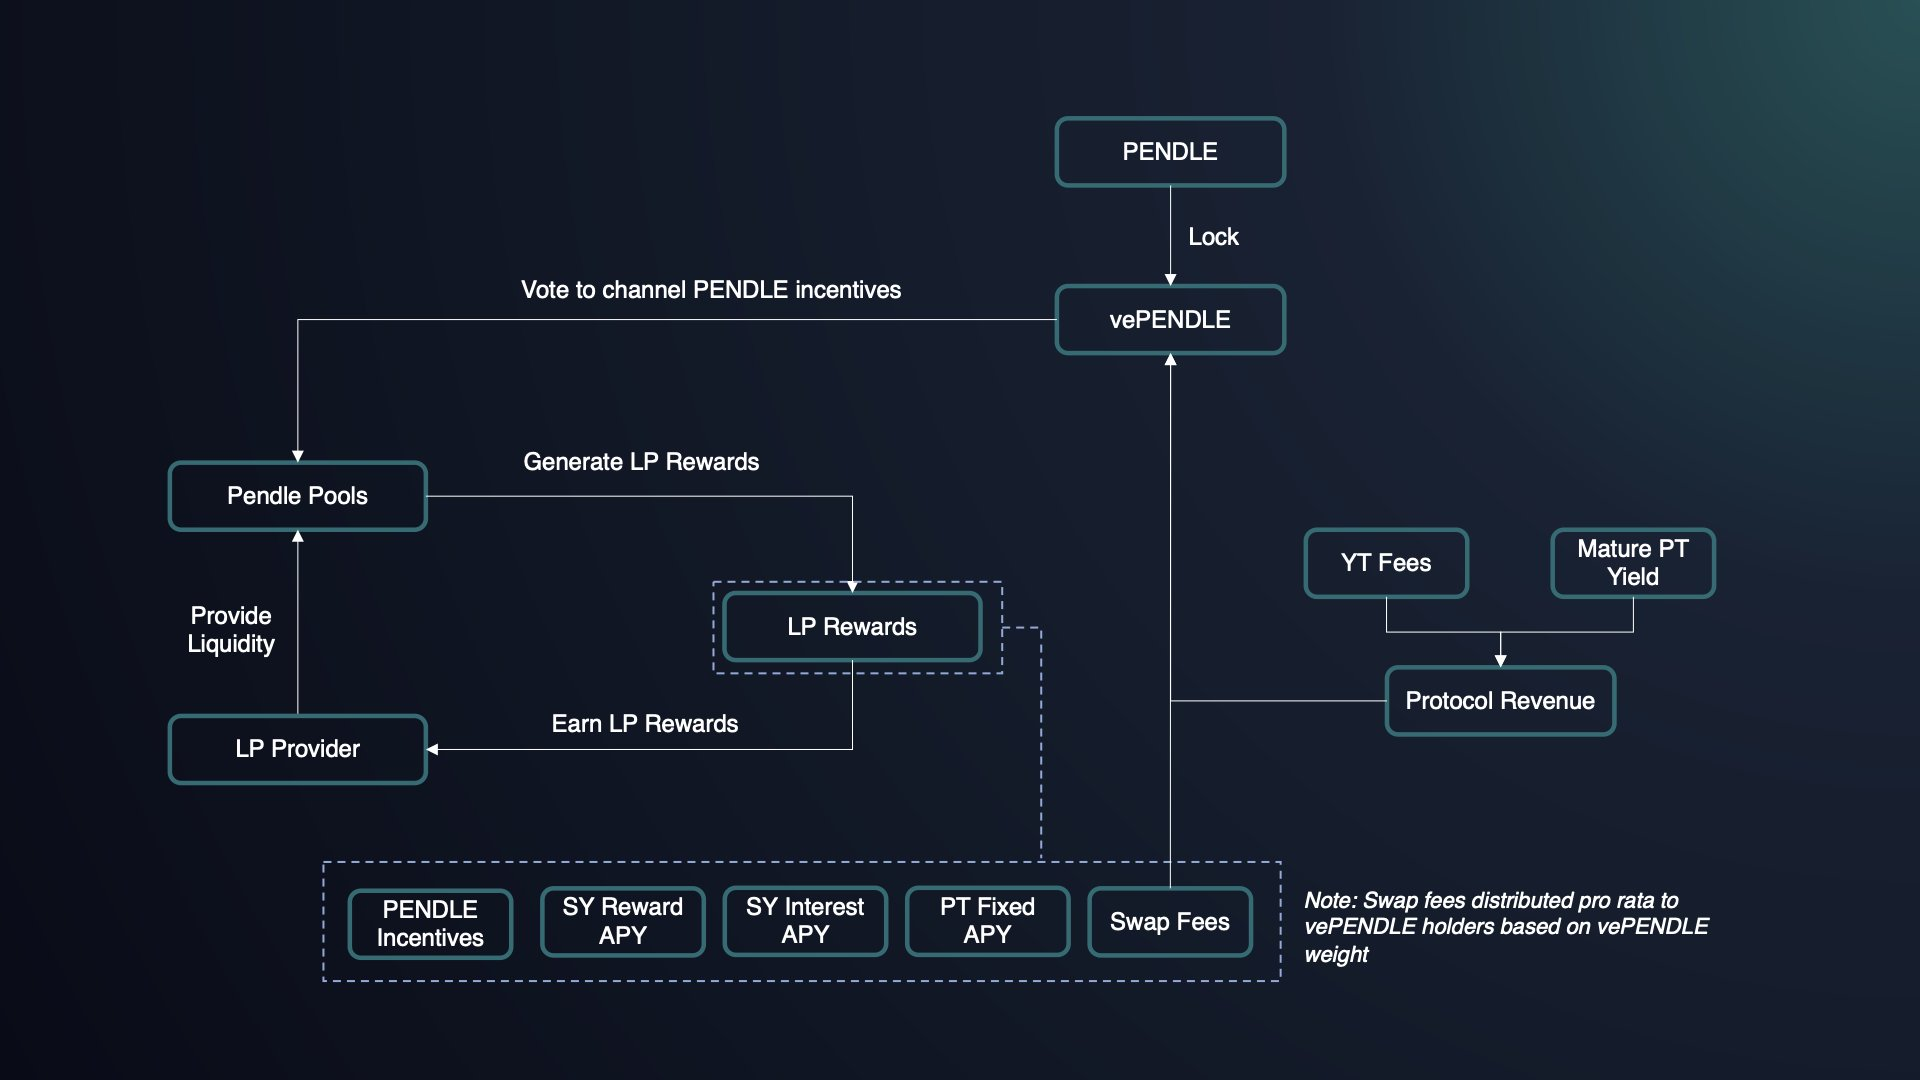 PENDLE
Lock
Vote to channel PENDLE incentives
vePENDLE
Generate LP Rewards
Pendle Pools
YT Fees
Mature PT
Yield
Provide
Liquidity
LP Rewards
Protocol Revenue
Earn LP Rewards
LP Provider
PENDLE
Incentives
SY Reward
APY
SY Interest
APY
PT Fixed
APY
Swap Fees
Note: Swap fees distributed pro rata to
vePENDLE holders based on vePENDLE
weight